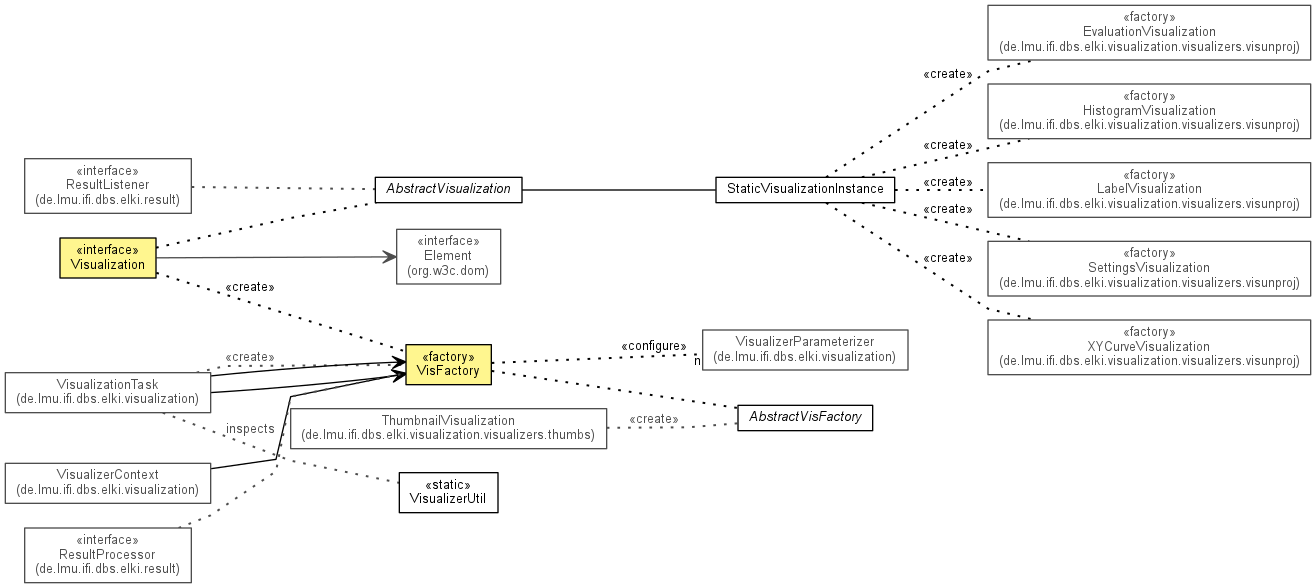 «factory»
EvaluationVisualization
(de.lmu.ifi.dbs.elki.visualization.visualizers.visunproj)
«create»
«factory»
HistogramVisualization
(de.lmu.ifi.dbs.elki.visualization.visualizers.visunproj)
«create»
«interface»
ResultListener
(de.lmu.ifi.dbs.elki.result)
AbstractVisualization
StaticVisualizationInstance
«create»
«factory»
LabelVisualization
(de.lmu.ifi.dbs.elki.visualization.visualizers.visunproj)
«create»
«interface»
Visualization
«interface»
Element
(org.w3c.dom)
«create»
«factory»
SettingsVisualization
(de.lmu.ifi.dbs.elki.visualization.visualizers.visunproj)
«create»
«factory»
XYCurveVisualization
(de.lmu.ifi.dbs.elki.visualization.visualizers.visunproj)
«create»
«factory»
VisFactory
«configure»
n
VisualizerParameterizer
(de.lmu.ifi.dbs.elki.visualization)
VisualizationTask
(de.lmu.ifi.dbs.elki.visualization)
inspects
ThumbnailVisualization
(de.lmu.ifi.dbs.elki.visualization.visualizers.thumbs)
«create»
AbstractVisFactory
VisualizerContext
(de.lmu.ifi.dbs.elki.visualization)
«static»
VisualizerUtil
«interface»
ResultProcessor
(de.lmu.ifi.dbs.elki.result)